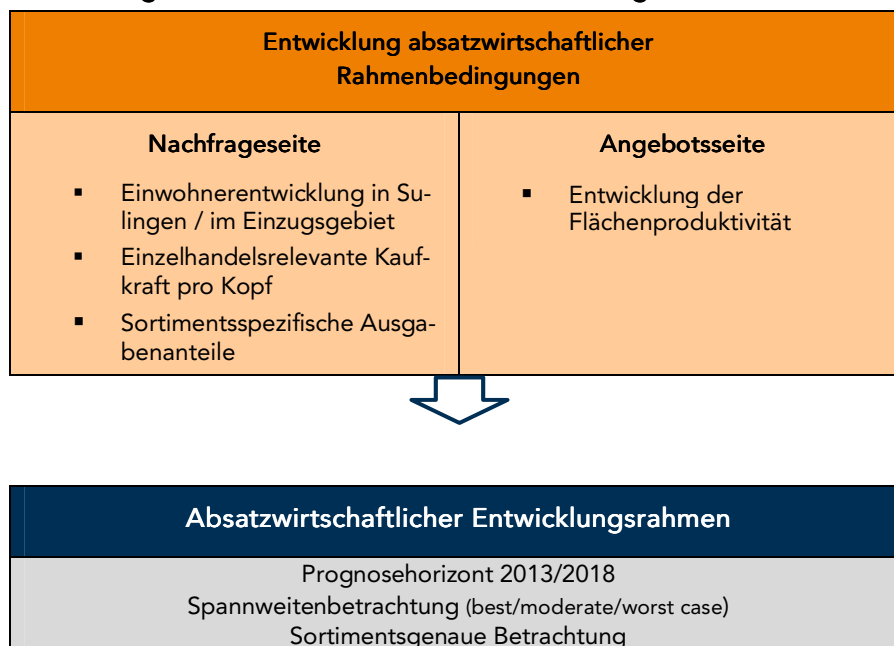 Entwicklung absatzwirtschaftlicher
Rahmenbedingungen
Nachfrageseite
▪ Einwohnerentwicklung in Su-
lingen / im Einzugsgebiet
▪ Einzelhandelsrelevante Kauf-
kraft pro Kopf
▪ Sortimentsspezifische Ausga-
benanteile
Angebotsseite
▪ Entwicklung der
Flächenproduktivität
Absatzwirtschaftlicher Entwicklungsrahmen
Prognosehorizont 2013/2018
Spannweitenbetrachtung (best/moderate/worst case)
Sortimentsgenaue Betrachtung